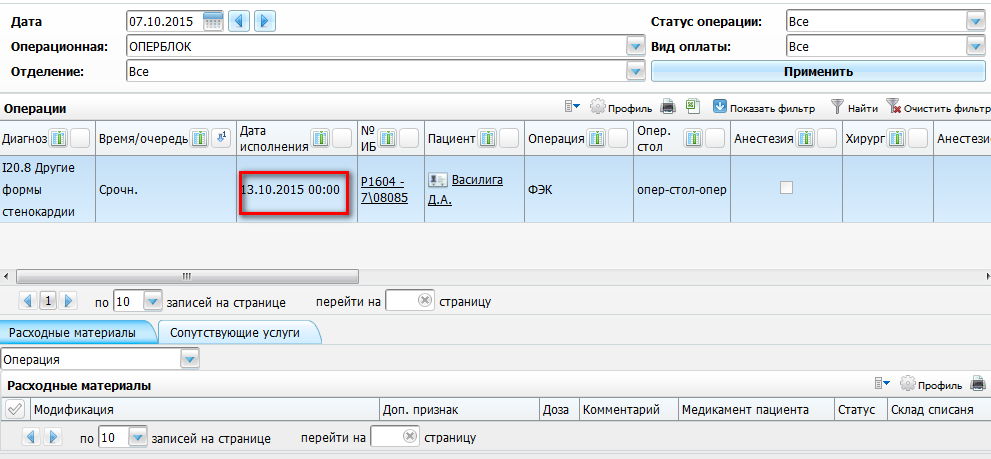 Дата 07.10.2015 Статус операции: Все
Операционная: ОПЕРБЛОК Вид оплаты: Все
Отделение: Все Применить
Операции Профиль Показать фильтр Найти Очистить фильтр
Диагноз Время/очередь Дата исполнения № ИБ Пациент Операция Опер. стол Анестезия Хирург Анестезис
I20.8 Другие формы стенокардии Срочн. 13.10.2015 00:00 P1604 - 7\08085 Василига Д.А. ФЭК опер-стол-опер
1 по 10 записей на странице перейти на страницу
Расходные материалы Сопутствующие услуги
Операция
Расходные материалы Профиль
Модификация Доп. признак Доза Комментарий Медикамент пациента Статус Склад списаня
по 10 записей на странице перейти на страницу